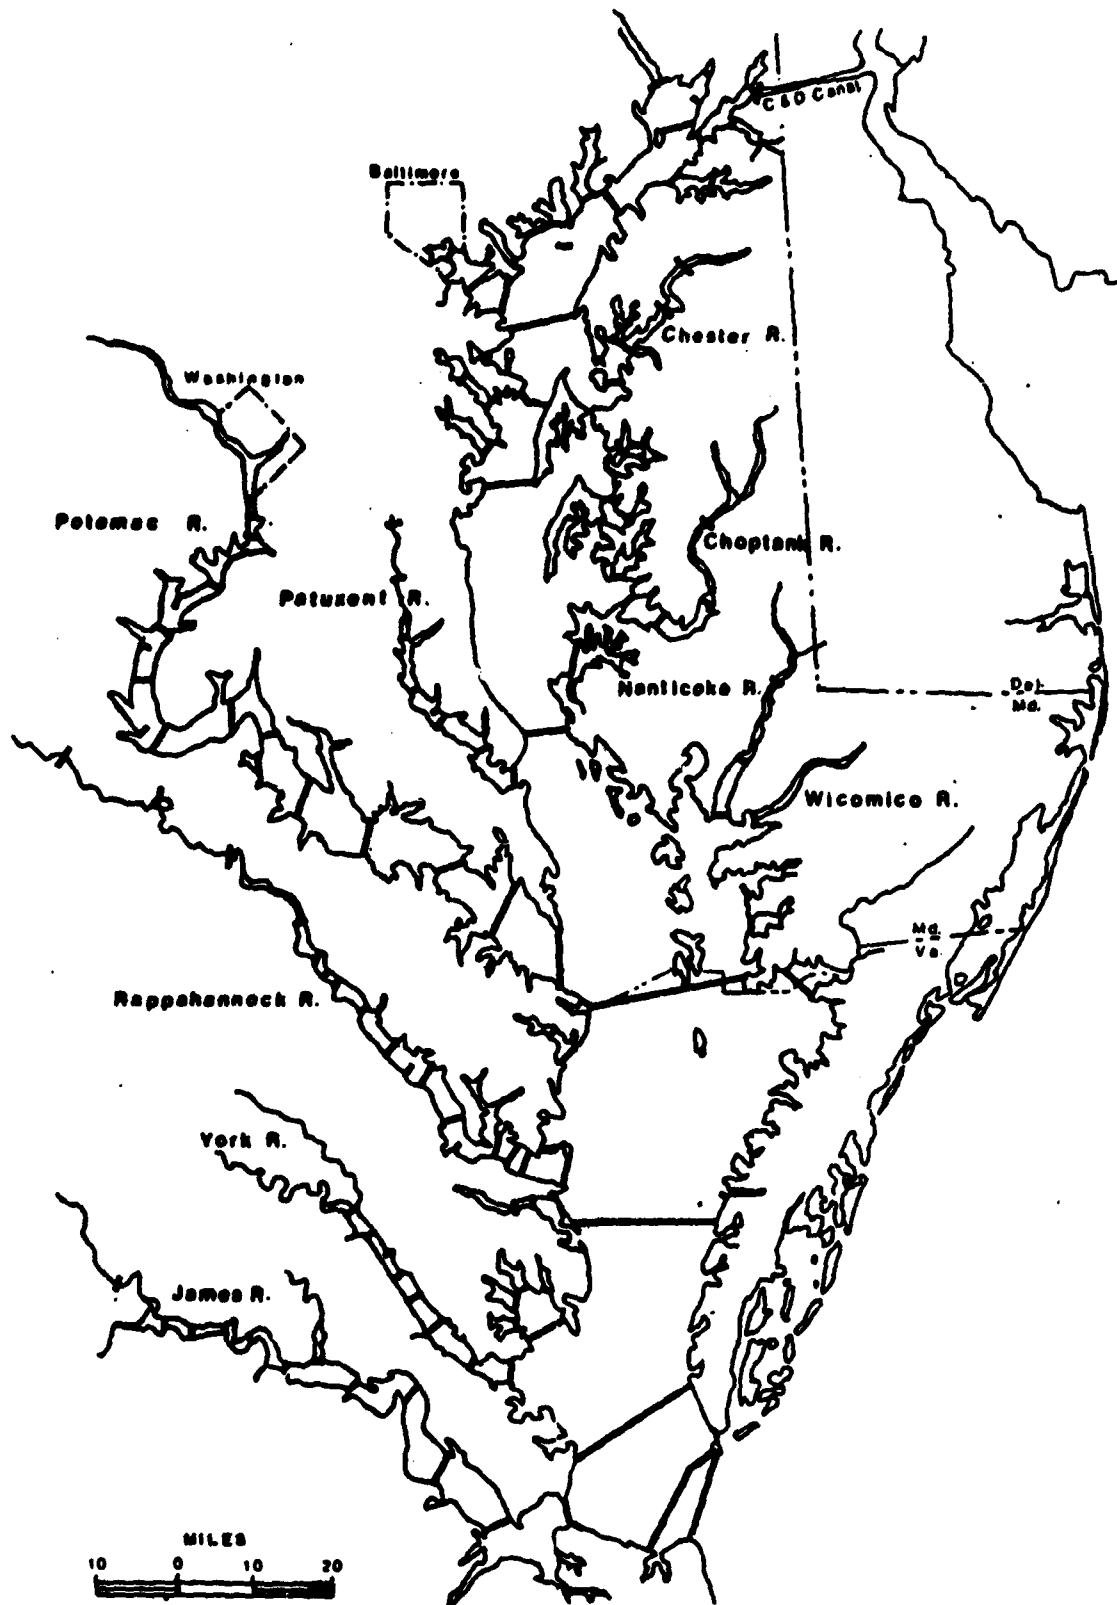 C & D Canal
Baltimore
Chester R.
Washington
Potomac R.
Choptank R.
Patuxent R.
Nanticoke R.
Del.
Md.
Wicomico R.
Md.
Va.
Rappahannock R.
York R.
James R.
MILES
10 0 10 20